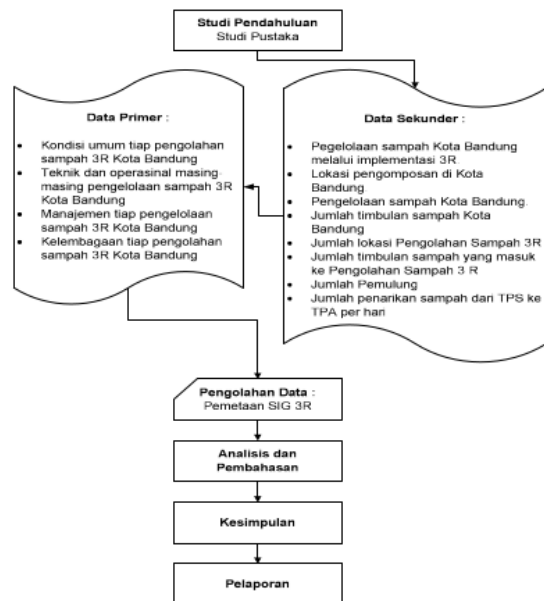 Studi Pendahuluan
Studi Pustaka
Data Primer :
• Kondisi umum tiap pengolahan
sampah 3R Kota Bandung
• Teknik dan operasinal masing-
masing pengelolaan sampah 3R
Kota Bandung
• Manajemen tiap pengelolaan
sampah 3R Kota Bandung
• Kelembagaan tiap pengolahan
sampah 3R Kota Bandung
Data Sekunder :
• Pegelolaan sampah Kota Bandung
melalui implementasi 3R.
• Lokasi pengomposan di Kota
Bandung.
• Pengelolaan sampah Kota Bandung.
• Jumlah timbulan sampah Kota
Bandung
• Jumlah lokasi Pengolahan Sampah 3R
• Jumlah timbulan sampah yang masuk
ke Pengolahan Sampah 3 R
• Jumlah Pemulung
• Jumlah penarikan sampah dari TPS ke
TPA per hari
Pengolahan Data :
Pemetaan SIG 3R
Analisis dan
Pembahasan
Kesimpulan
Pelaporan